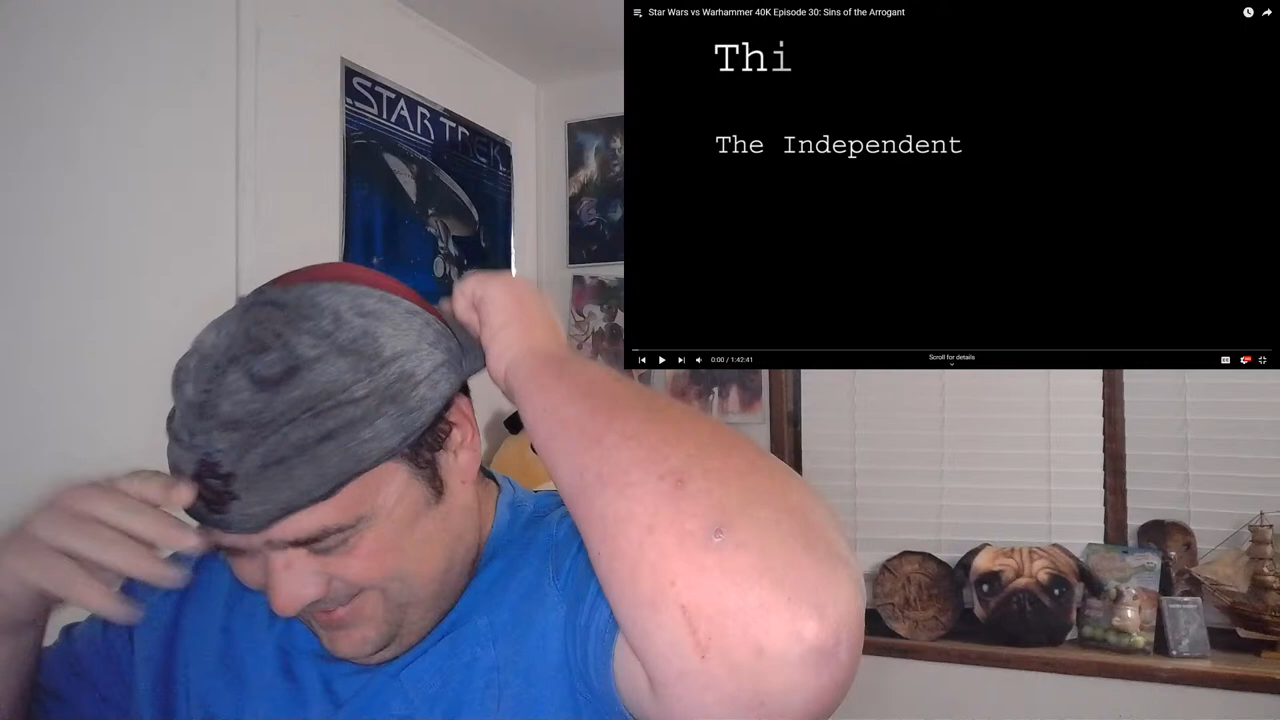 Star Wars vs Warhammer 40K Episode 30: Sins of the Arrogant
Thi
The Independent
0:00 / 1:42:41
Scroll for details
STAR TREK